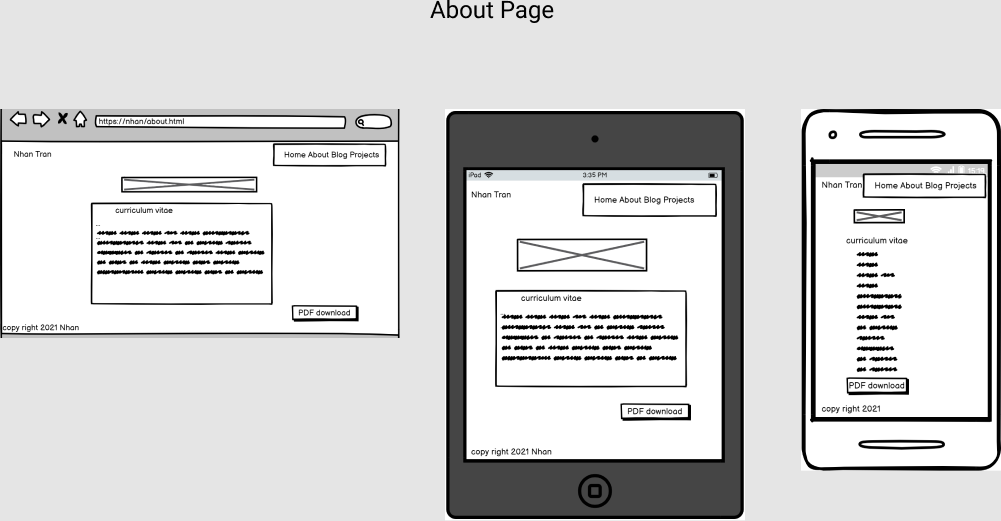 About Page
https://nhan/about.html
Nhan Tran
Home About Blog Projects
curriculum vitae
PDF download
copy right 2021 Nhan
iPad
3:35 PM
Nhan Tran
Home About Blog Projects
curriculum vitae
PDF download
copy right 2021 Nhan
Nhan Tran
Home About Blog Projects
curriculum vitae
PDF download
copy right 2021